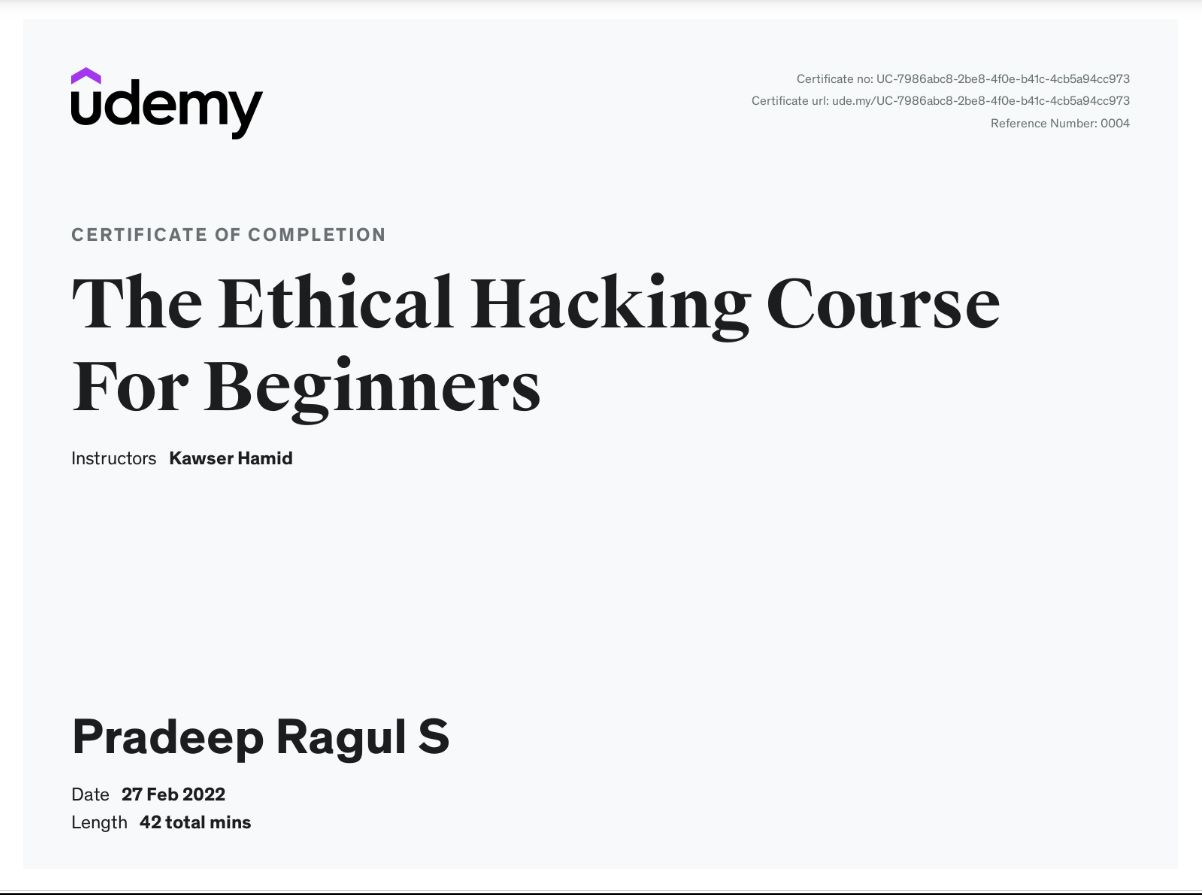 udemy
Certificate no: UC-7986abc8-2be8-4f0e-b41c-4cb5a94cc973
Certificate url: ude.my/UC-7986abc8-2be8-4f0e-b41c-4cb5a94cc973
Reference Number: 0004
CERTIFICATE OF COMPLETION
The Ethical Hacking Course
For Beginners
Instructors Kawser Hamid
Pradeep Ragul S
Date 27 Feb 2022
Length 42 total mins